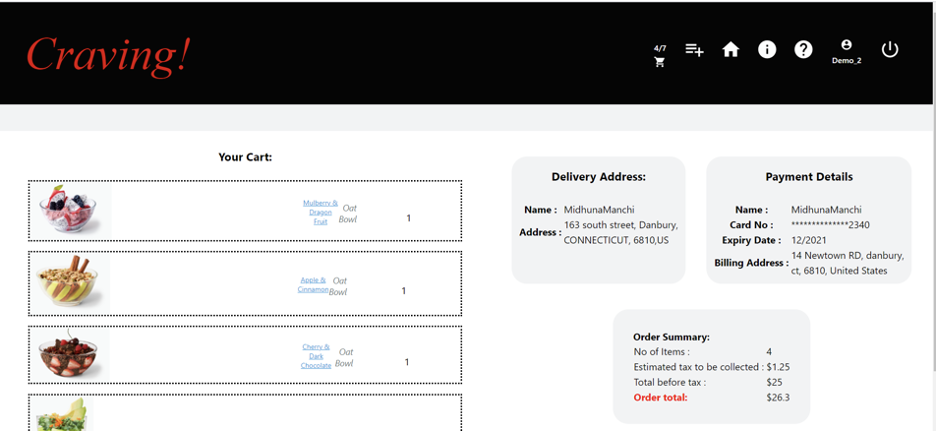 Craving!
4/7
Demo_2
Your Cart:
Mulberry &
Dragon
Fruit
Oat
Bowl
1
Apple &
Cinnamon
Oat
Bowl
1
Cherry &
Dark
Chocolate
Oat
Bowl
1
Delivery Address:
Name : MidhunaManchi
Address : 163 south street, Danbury,
CONNECTICUT, 6810,US
Payment Details
Name : MidhunaManchi
Card No : **************2340
Expiry Date : 12/2021
Billing Address : 14 Newtown RD, danbury,
ct, 6810, United States
Order Summary:
No of Items : 4
Estimated tax to be collected : $1.25
Total before tax : $25
Order total: $26.3